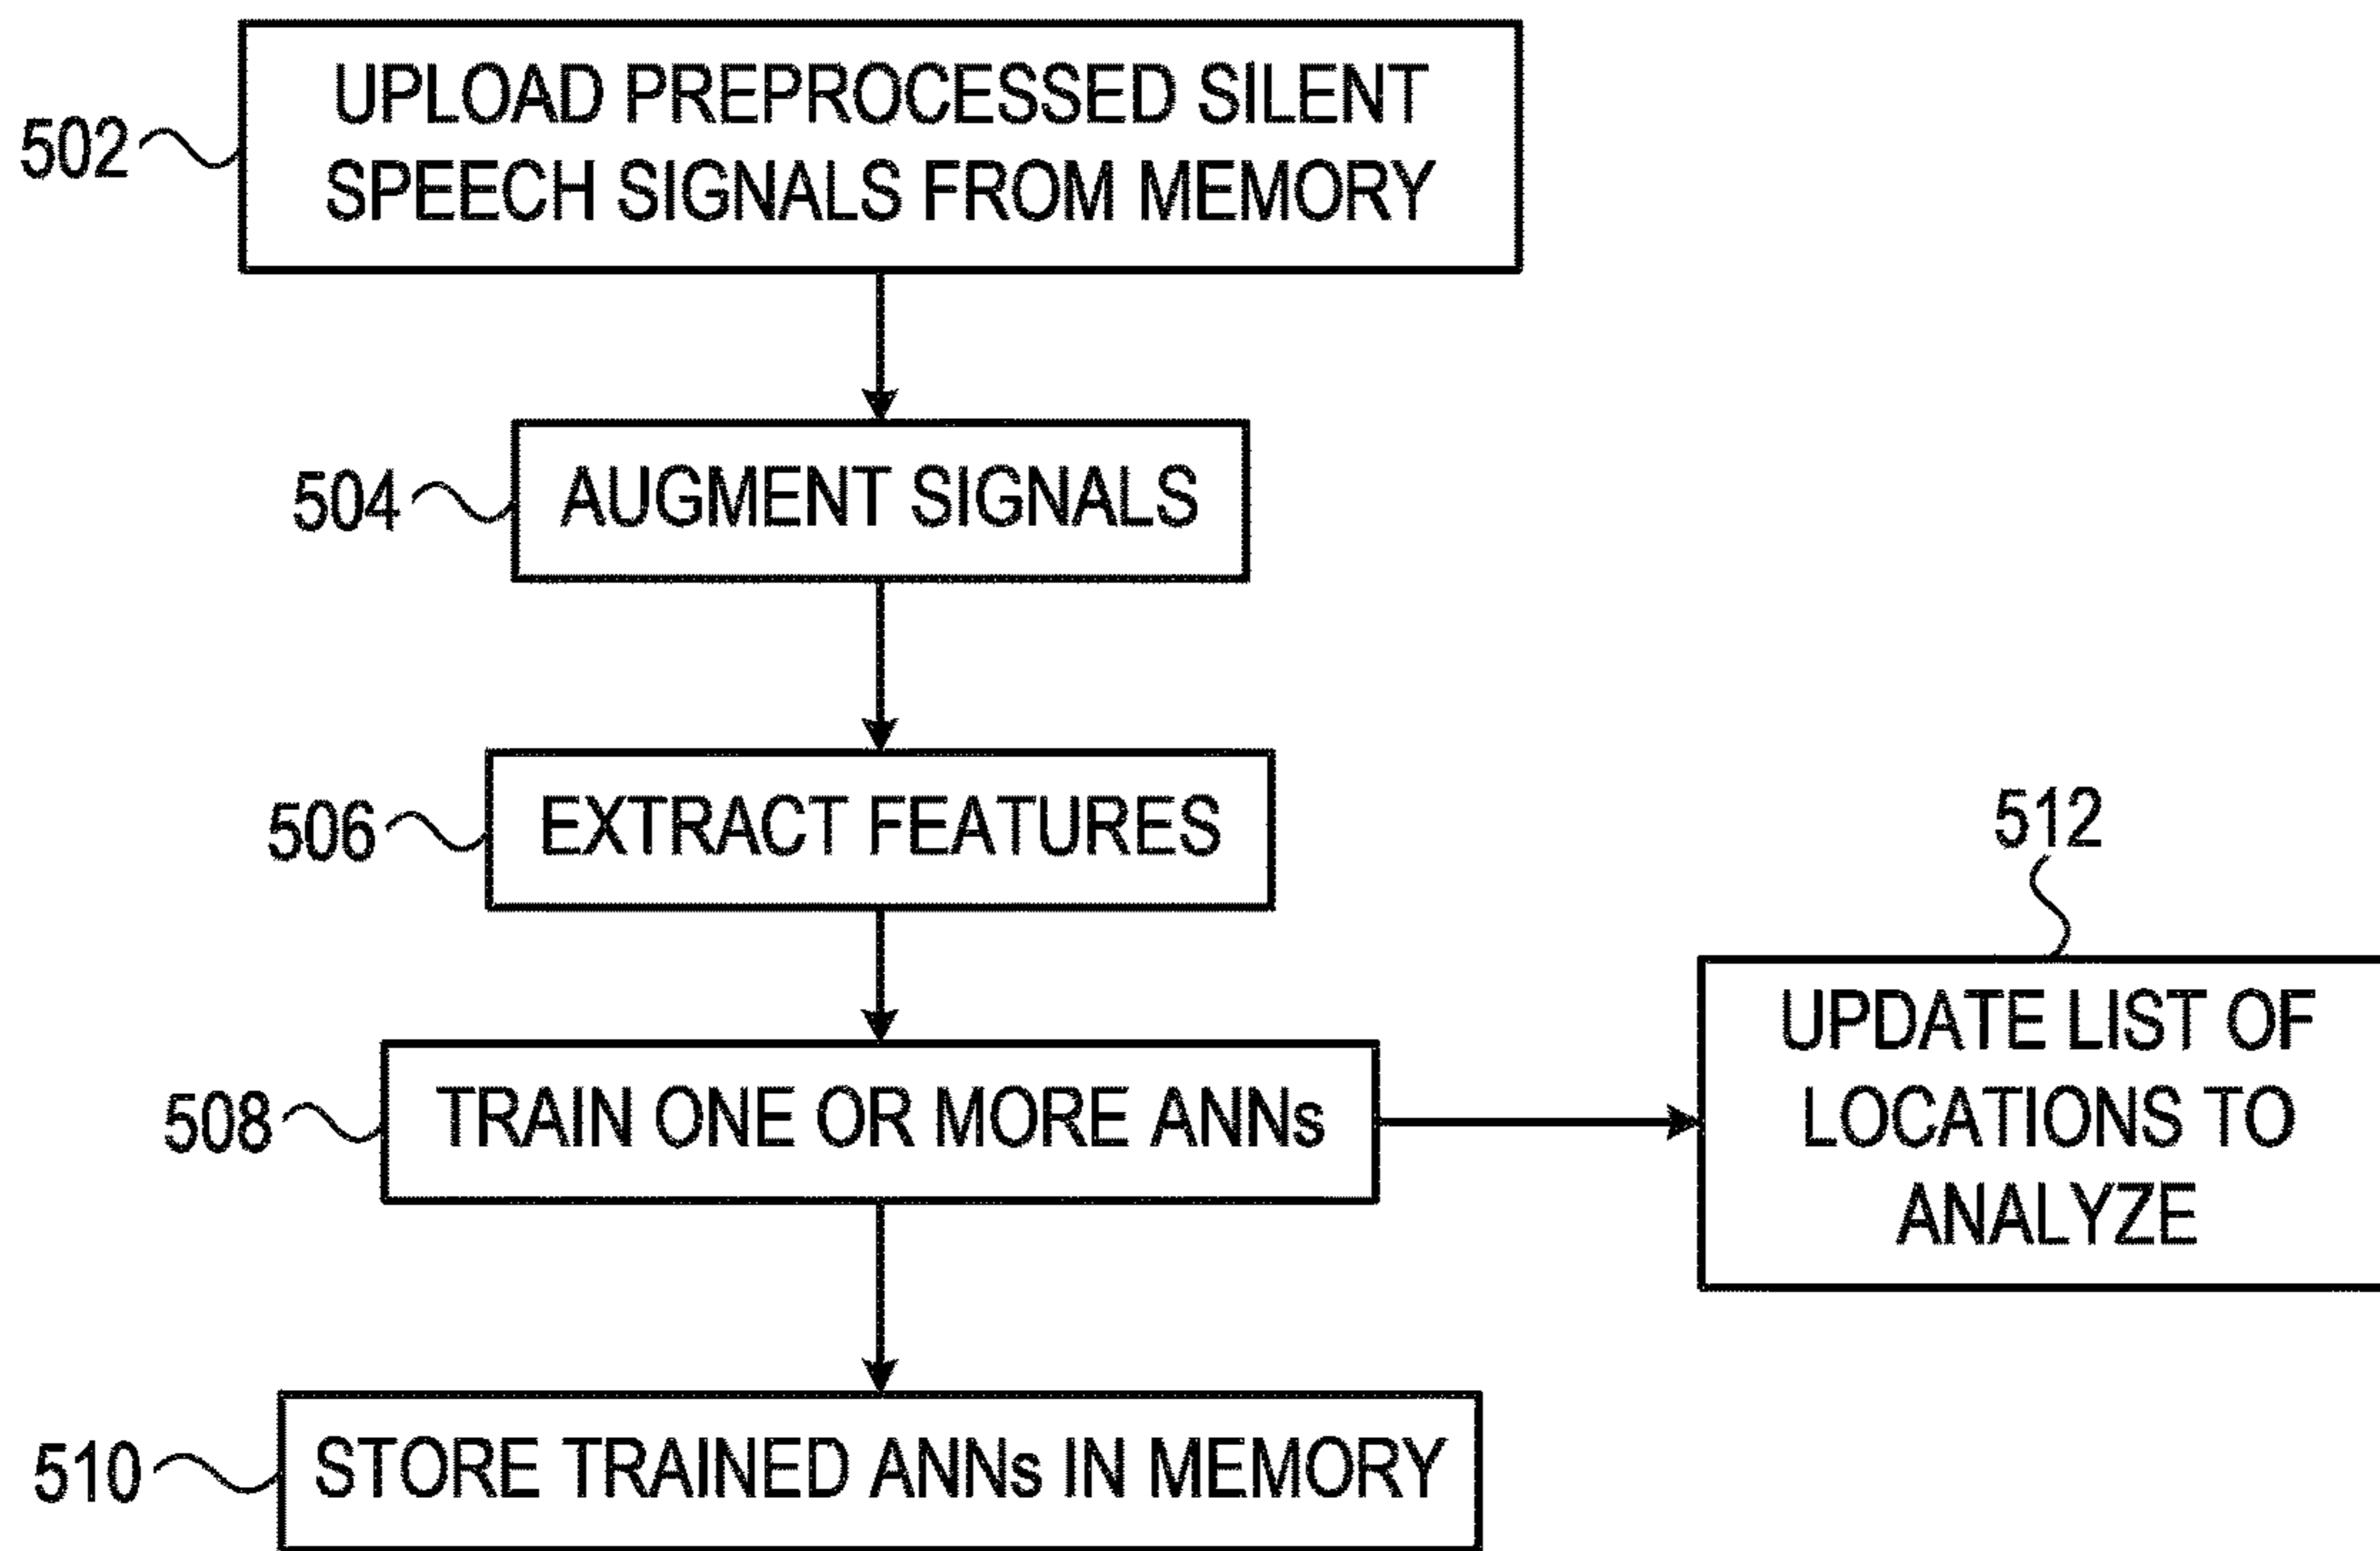 502
UPLOAD PREPROCESSED SILENT
SPEECH SIGNALS FROM MEMORY
504
AUGMENT SIGNALS
506
EXTRACT FEATURES
508
TRAIN ONE OR MORE ANNs
512
UPDATE LIST OF
LOCATIONS TO
ANALYZE
510
STORE TRAINED ANNs IN MEMORY